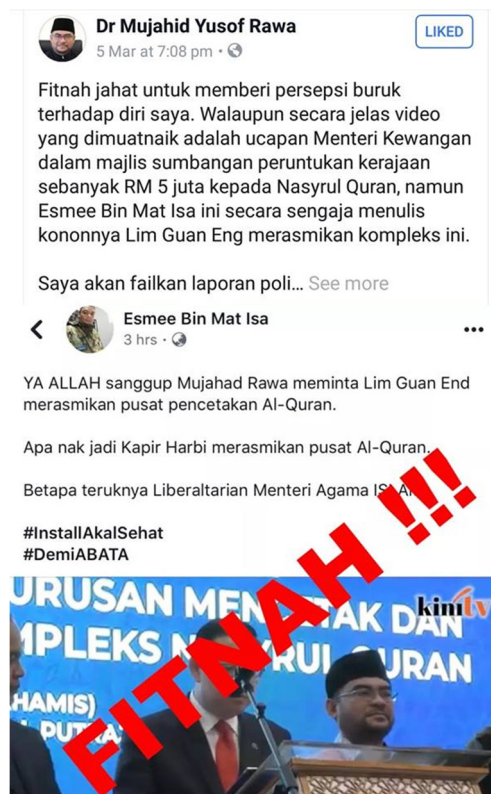 Dr Mujahid Yusof Rawa
5 Mar at 7:08 pm ·
LIKED
Fitnah jahat untuk memberi persepsi buruk
terhadap diri saya. Walaupun secara jelas video
yang dimuatnaik adalah ucapan Menteri Kewangan
dalam majlis sumbangan peruntukan kerajaan
sebanyak RM 5 juta kepada Nasyrul Quran, namun
Esmee Bin Mat Isa ini secara sengaja menulis
kononnya Lim Guan Eng merasmikan kompleks ini.
Saya akan failkan laporan poli... See more
Esmee Bin Mat Isa
3 hrs ·
YA ALLAH sanggup Mujahad Rawa meminta Lim Guan End
merasmikan pusat pencetakan Al-Quran.
Apa nak jadi Kapir Harbi merasmikan pusat Al-Quran.
Betapa teruknya Liberaltarian Menteri Agama
#InstallAkalSehat
#DemiABATA
FITNAH !!!
kinitv
URUSAN MEN TAK DAN
MPLEKS N RUL QURAN
HAMIS)